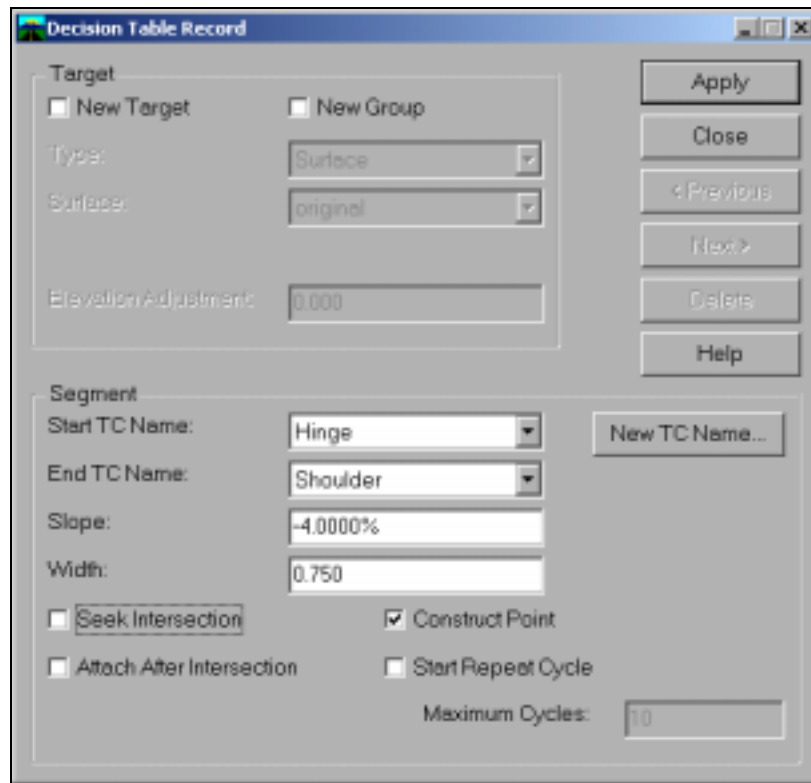 Decision Table Record
Target
New Target
New Group
Type:
Surface
Surface:
original
Elevation Adjustment:
0.000
Apply
Close
< Previous
Next >
Delete
Help
Segment
Start TC Name:
Hinge
New TC Name...
End TC Name:
Shoulder
Slope:
-4.0000%
Width:
0.750
Seek Intersection
Construct Point
Attach After Intersection
Start Repeat Cycle
Maximum Cycles:
10